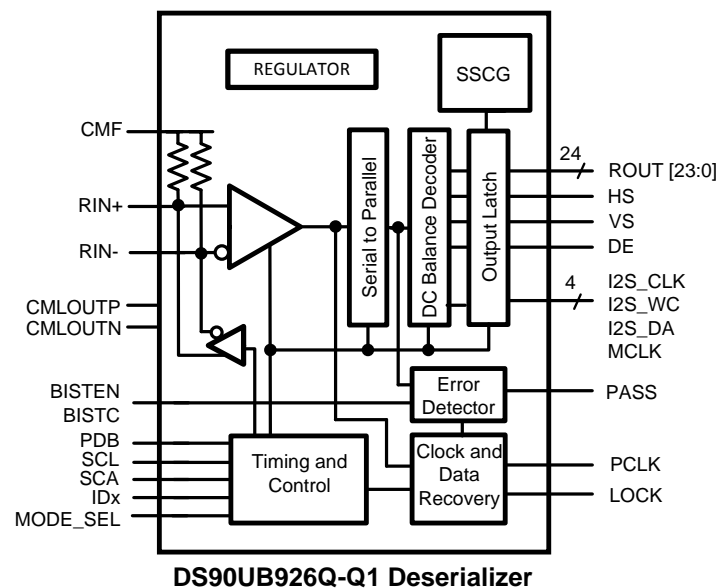 REGULATOR
SSCG
CMF
RIN+
RIN-
CMLOUTP
CMLOUTN
BISTEN
BISTC
PDB
SCL
SCA
IDx
MODE_SEL
Serial to Parallel
DC Balance Decoder
Output Latch
Error
Detector
Timing and
Control
Clock and
Data
Recovery
24
ROUT [23:0]
HS
VS
DE
4
I2S_CLK
I2S_WC
I2S_DA
MCLK
PASS
PCLK
LOCK
DS90UB926Q-Q1 Deserializer